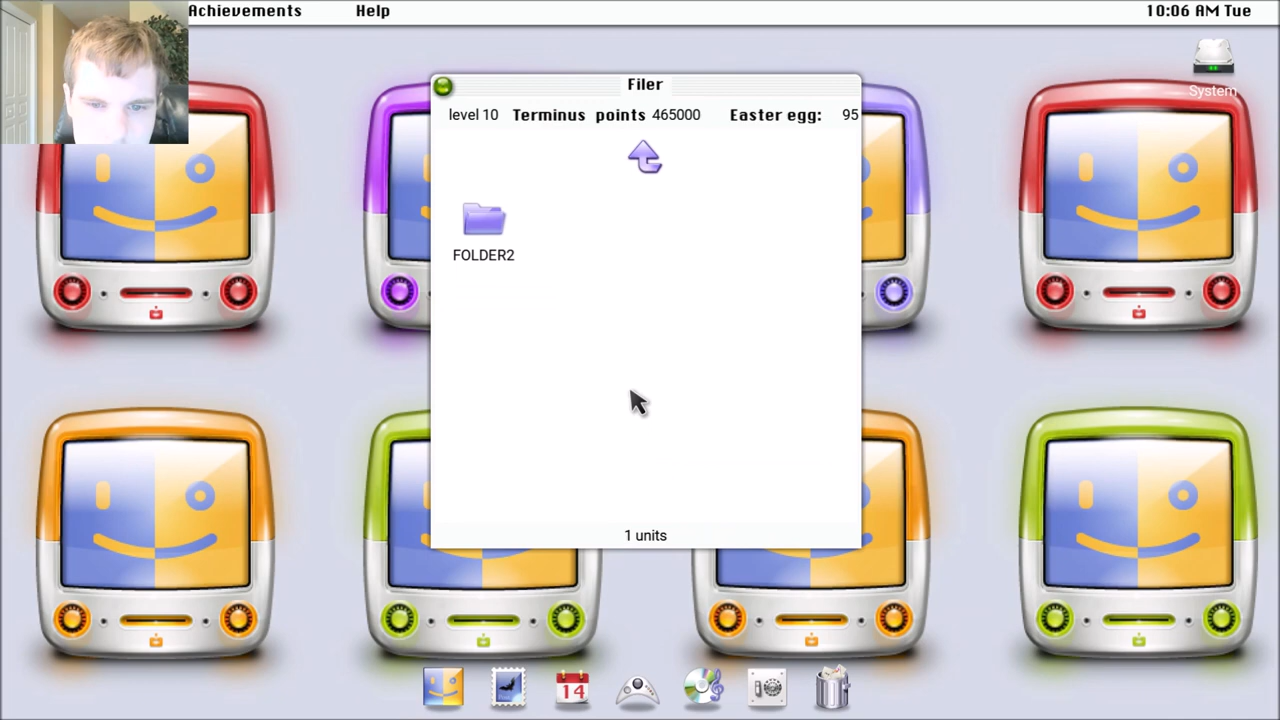 Achievements Help 10:06 AM Tue
System
Filer
level 10 Terminus points 465000 Easter egg: 95
FOLDER2
1 units
14